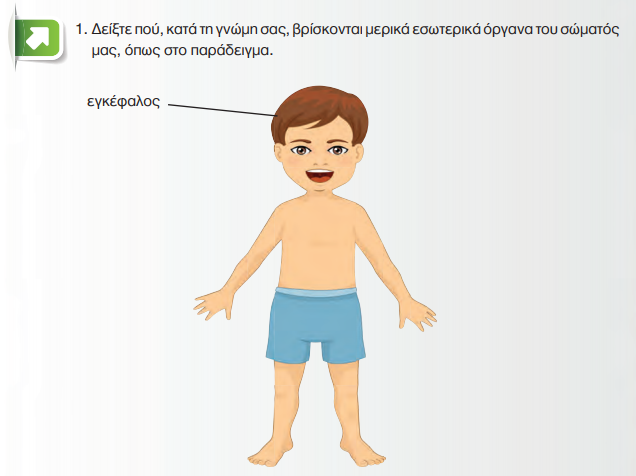 1. Δείξτε πού, κατά τη γνώμη σας, βρίσκονται μερικά εσωτερικά όργανα του σώματός
μας, όπως στο παράδειγμα.
εγκέφαλος